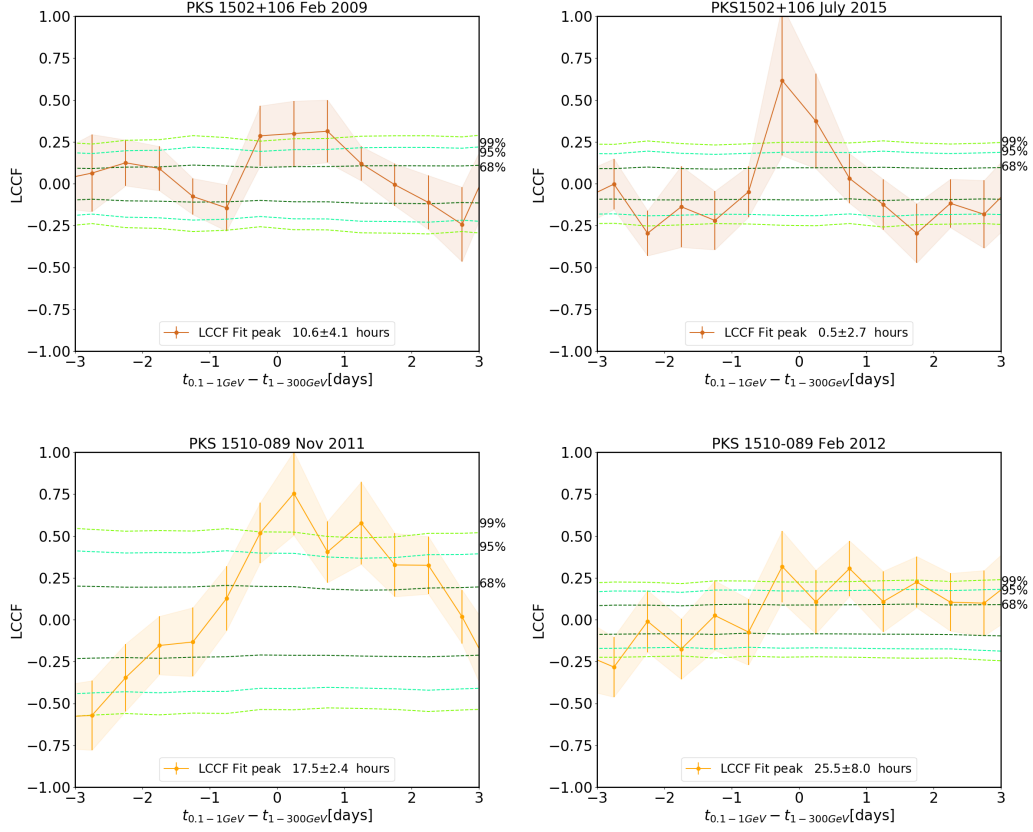 PKS 1502+106 Feb 2009
1.00
0.75
0.50
0.25
0.00
−0.25
−0.50
−0.75
−1.00
LCCF
99%
95%
68%
LCCF Fit peak 10.6±4.1 hours
−3 −2 −1 0 1 2 3
t0.1−1GeV − t1−300GeV[days]
PKS1502+106 July 2015
1.00
0.75
0.50
0.25
0.00
−0.25
−0.50
−0.75
−1.00
LCCF
99%
95%
68%
LCCF Fit peak 0.5±2.7 hours
−3 −2 −1 0 1 2 3
t0.1−1GeV − t1−300GeV[days]
PKS 1510-089 Nov 2011
1.00
0.75
0.50
0.25
0.00
−0.25
−0.50
−0.75
−1.00
LCCF
99%
95%
68%
LCCF Fit peak 17.5±2.4 hours
−3 −2 −1 0 1 2 3
t0.1−1GeV − t1−300GeV[days]
PKS 1510-089 Feb 2012
1.00
0.75
0.50
0.25
0.00
−0.25
−0.50
−0.75
−1.00
LCCF
99%
95%
68%
LCCF Fit peak 25.5±8.0 hours
−3 −2 −1 0 1 2 3
t0.1−1GeV − t1−300GeV[days]